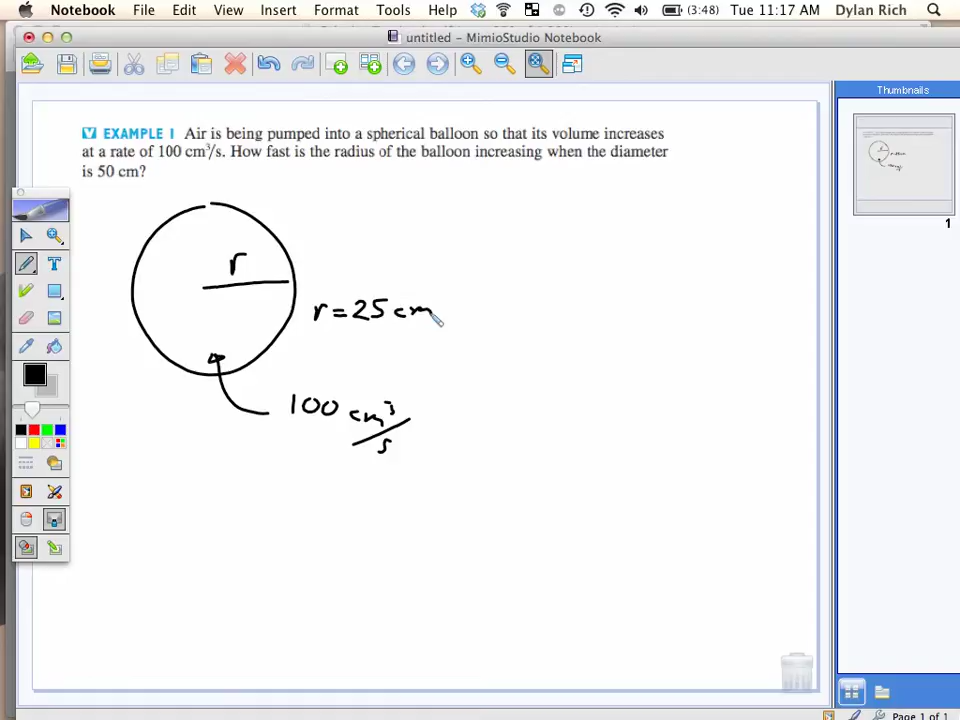 Notebook File Edit View Insert Format Tools Help (3:48) Tue 11:17 AM Dylan Rich
untitled - MimioStudio Notebook
Thumbnails
V EXAMPLE 1 Air is being pumped into a spherical balloon so that its volume increases
at a rate of 100 cm³/s. How fast is the radius of the balloon increasing when the diameter
is 50 cm?
r
r = 25 cm
100 cm³/s
T
1
Page 1 of 1